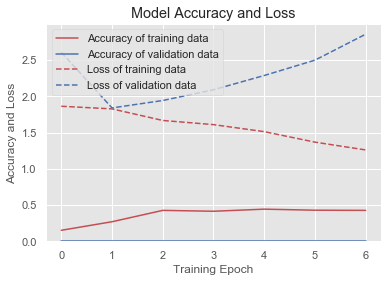 Model Accuracy and Loss
Accuracy of training data
Accuracy of validation data
Loss of training data
Loss of validation data
Accuracy and Loss
2.5
2.0
1.5
1.0
0.5
0.0
0 1 2 3 4 5 6
Training Epoch